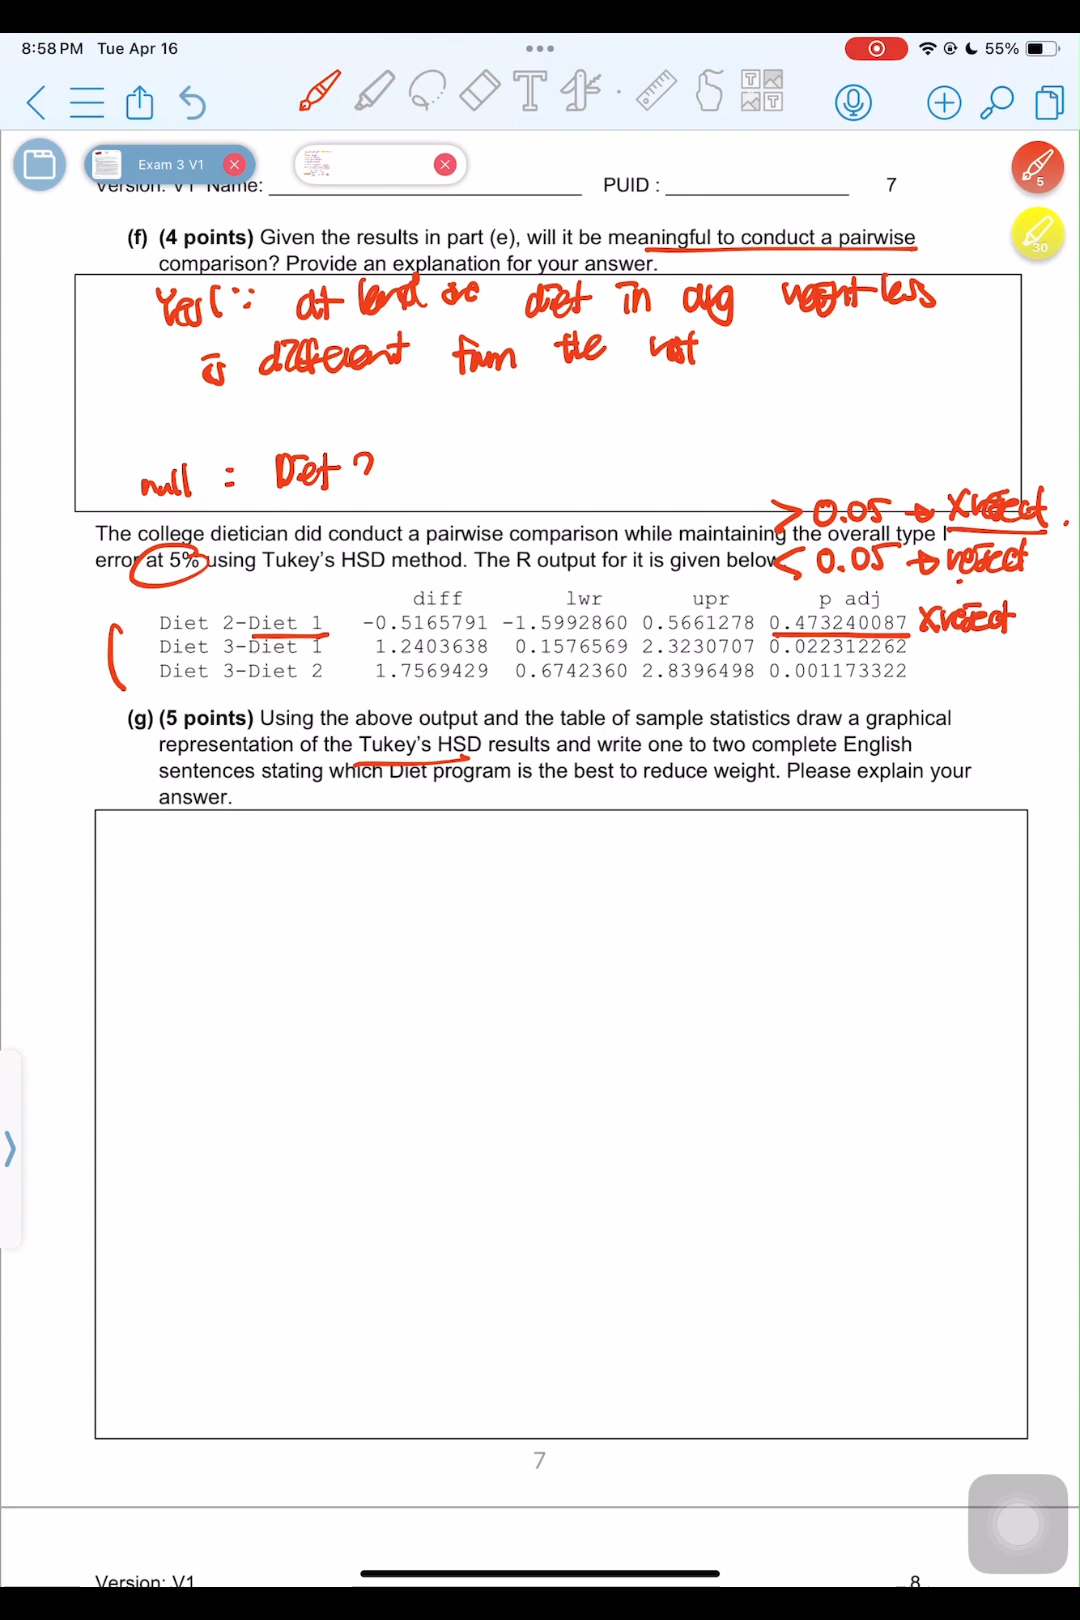 8:58 PM Tue Apr 16
55%
Exam 3 V1
5
Version: V1 Name:
PUID :
7
30
(f) (4 points) Given the results in part (e), will it be meaningful to conduct a pairwise
comparison? Provide an explanation for your answer.
at diet in avg weight
is different from the rest
null = Diet ?
> 0.05 → Xreject.
The college dietician did conduct a pairwise comparison while maintaining the overall type I
error at 5% using Tukey's HSD method. The R output for it is given below
< 0.05 → reject
diff lwr upr p adj
Diet 2-Diet 1 -0.5165791 -1.5992860 0.5661278 0.473240087 Xreject
Diet 3-Diet 1 1.2403638 0.1576569 2.3230707 0.022312262
Diet 3-Diet 2 1.7569429 0.6742360 2.8396498 0.001173322
(g) (5 points) Using the above output and the table of sample statistics draw a graphical
representation of the Tukey's HSD results and write one to two complete English
sentences stating which Diet program is the best to reduce weight. Please explain your
answer.
7
Version: V1
8